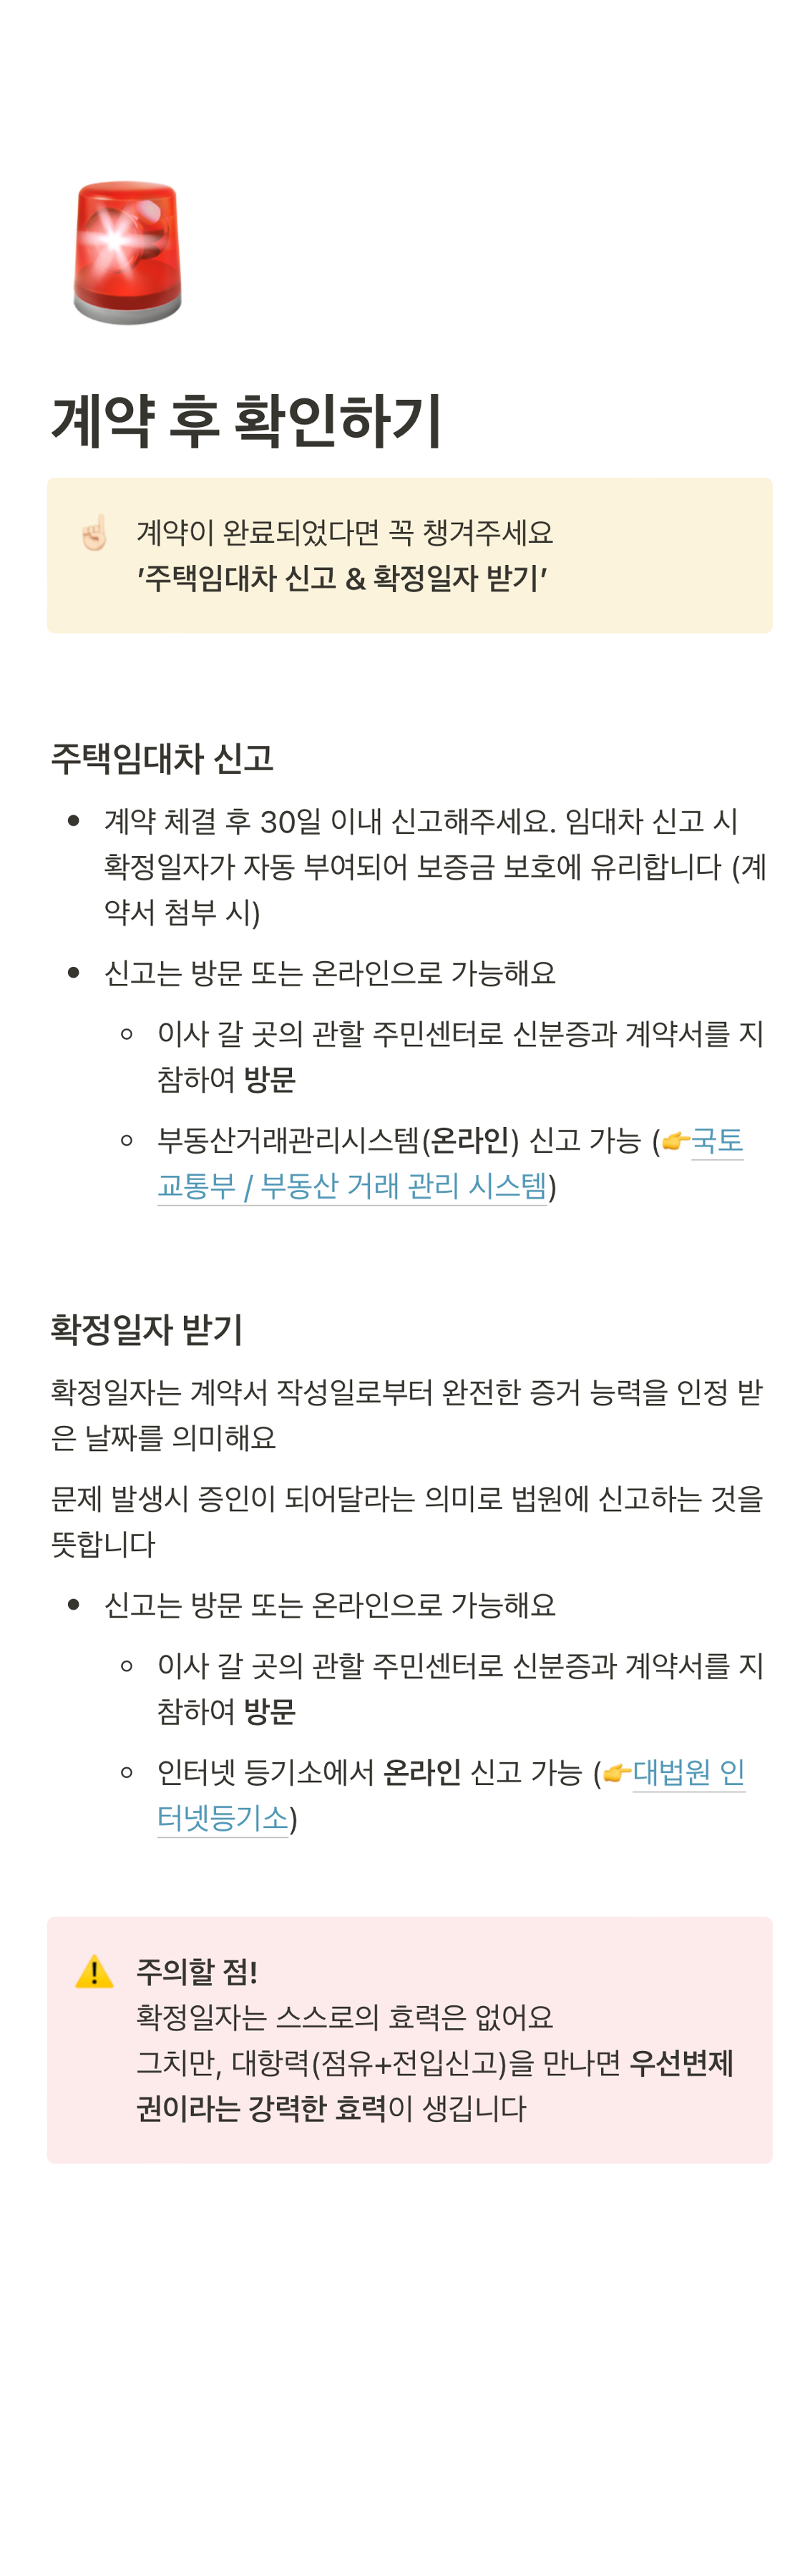 계약 후 확인하기
계약이 완료되었다면 꼭 챙겨주세요
'주택임대차 신고 & 확정일자 받기'
주택임대차 신고
계약 체결 후 30일 이내 신고해주세요. 임대차 신고 시
확정일자가 자동 부여되어 보증금 보호에 유리합니다 (계
약서 첨부 시)
신고는 방문 또는 온라인으로 가능해요
이사 갈 곳의 관할 주민센터로 신분증과 계약서를 지
참하여 방문
부동산거래관리시스템(온라인) 신고 가능 (👉국토
교통부 / 부동산 거래 관리 시스템)
확정일자 받기
확정일자는 계약서 작성일로부터 완전한 증거 능력을 인정 받
은 날짜를 의미해요
문제 발생시 증인이 되어달라는 의미로 법원에 신고하는 것을
뜻합니다
신고는 방문 또는 온라인으로 가능해요
이사 갈 곳의 관할 주민센터로 신분증과 계약서를 지
참하여 방문
인터넷 등기소에서 온라인 신고 가능 (👉대법원 인
터넷등기소)
주의할 점!
확정일자는 스스로의 효력은 없어요
그치만, 대항력(점유+전입신고)을 만나면 우선변제
권이라는 강력한 효력이 생깁니다